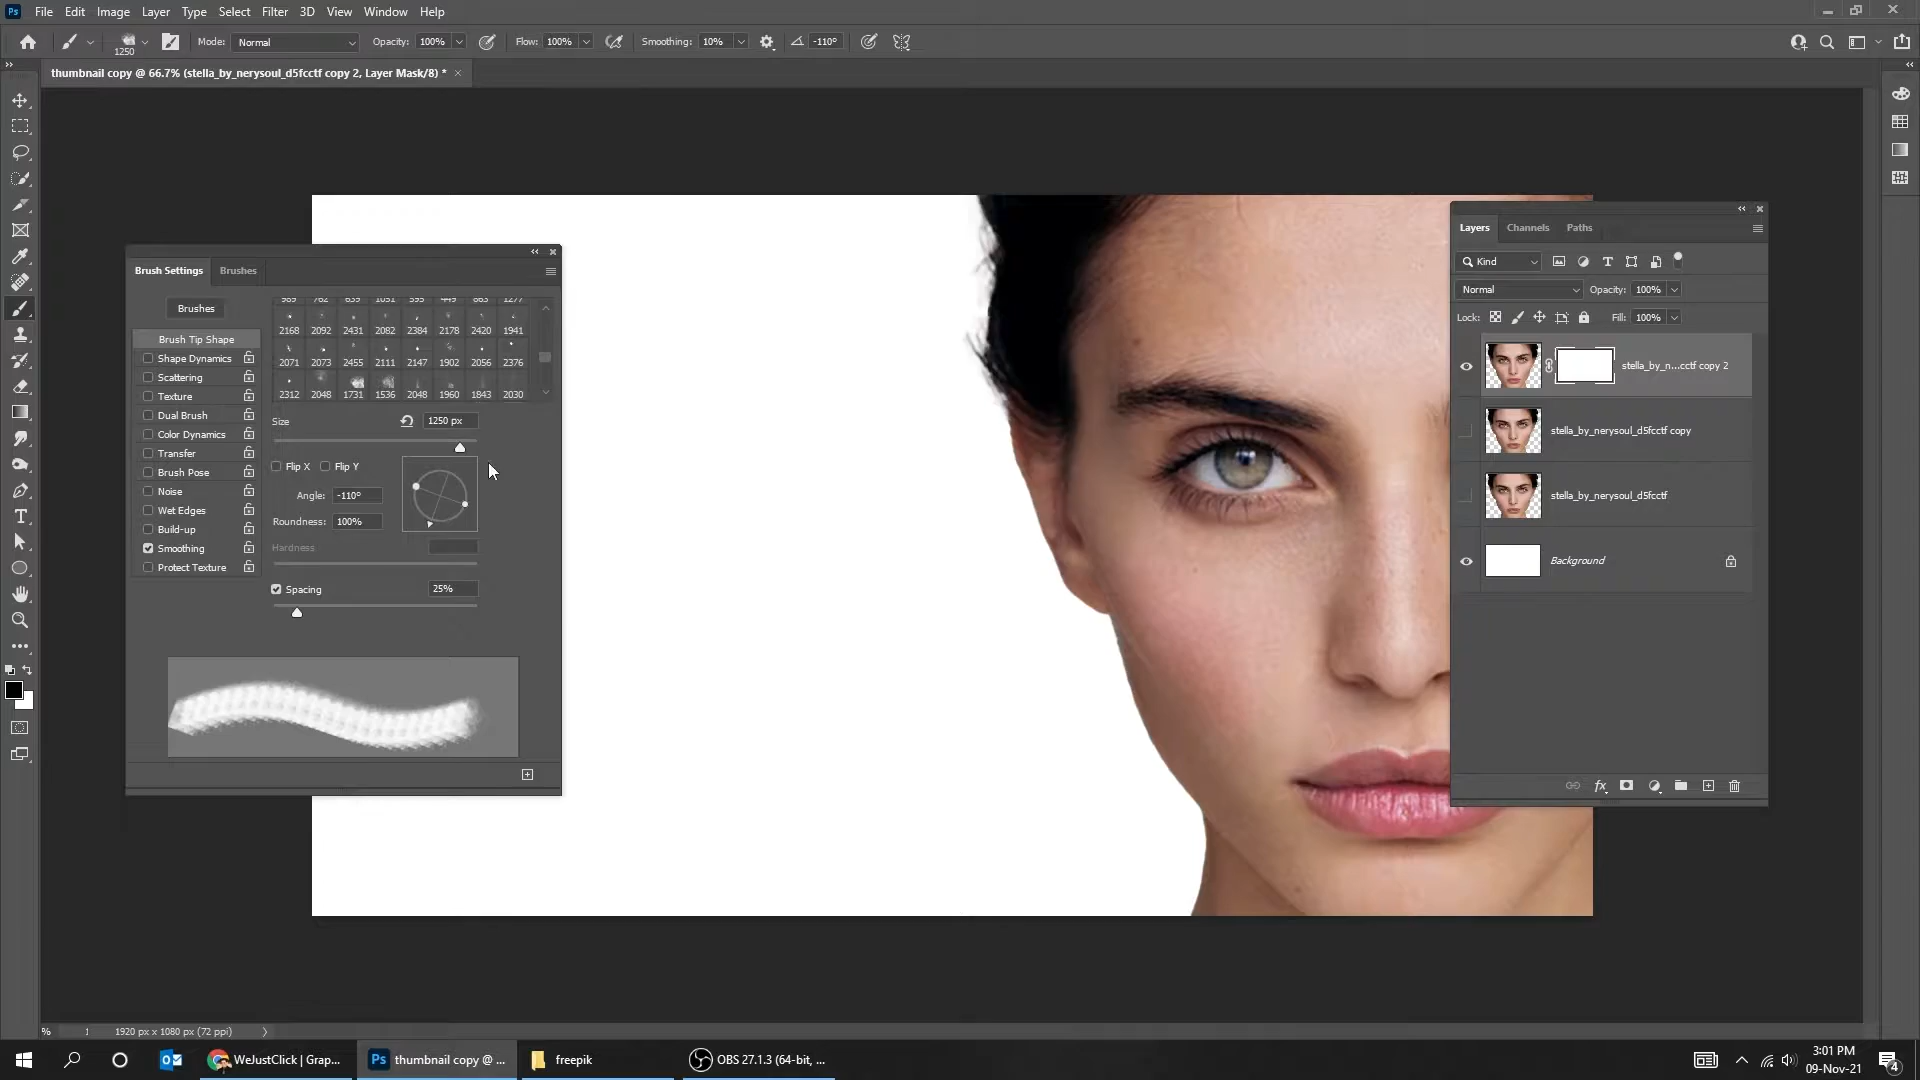 Ps File Edit Image Layer Type Select Filter 3D View Window Help
1250 Mode: Normal Opacity: 100% Flow: 100% Smoothing: 10% -110°
thumbnail copy @ 66.7% (stella_by_nerysoul_d5fcctf copy 2, Layer Mask/8) *
Brush Settings Brushes
Brushes
Brush Tip Shape
Shape Dynamics
Scattering
Texture
Dual Brush
Color Dynamics
Transfer
Brush Pose
Noise
Wet Edges
Build-up
Smoothing
Protect Texture
2168 2092 2431 2082 2384 2178 2420 1941
2071 2073 2455 2111 2147 1902 2056 2376
2312 2048 1731 1536 2048 1960 1843 2030
Size 1250 px
Flip X Flip Y
Angle: -110°
Roundness: 100%
Hardness
Spacing 25%
Layers Channels Paths
Kind
Normal Opacity: 100%
Lock: Fill: 100%
stella_by_n...cctf copy 2
stella_by_nerysoul_d5fcctf copy
stella_by_nerysoul_d5fcctf
Background
% 1 1920 px x 1080 px (72 ppi)
WeJustClick | Grap...
Ps thumbnail copy @ ...
freepik
OBS 27.1.3 (64-bit, ...
3:01 PM
09-Nov-21
4